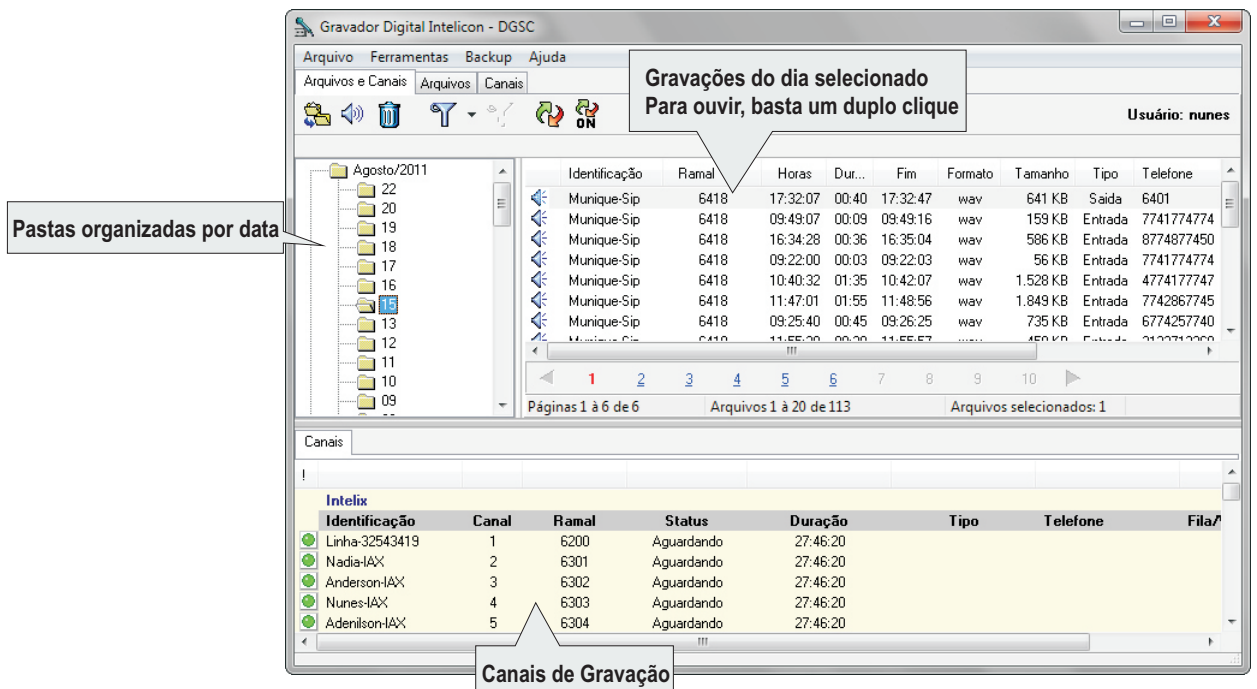 Gravador Digital Intelicon - DGSC
Arquivo Ferramentas Backup Ajuda
Arquivos e Canais Arquivos Canais
Gravações do dia selecionado
Para ouvir, basta um duplo clique
ON
Usuário: nunes
Pastas organizadas por data
Agosto/2011
22
20
19
18
17
16
15
13
12
11
10
09
Identificação Ramal Horas Dur... Fim Formato Tamanho Tipo Telefone
Munique-Sip 6418 17:32:07 00:40 17:32:47 wav 641 KB Saida 6401
Munique-Sip 6418 09:49:07 00:09 09:49:16 wav 159 KB Entrada 7741774774
Munique-Sip 6418 16:34:28 00:36 16:35:04 wav 586 KB Entrada 8774877450
Munique-Sip 6418 09:22:00 00:03 09:22:03 wav 56 KB Entrada 7741774774
Munique-Sip 6418 10:40:32 01:35 10:42:07 wav 1.528 KB Entrada 4774177747
Munique-Sip 6418 11:47:01 01:55 11:48:56 wav 1.849 KB Entrada 7742867745
Munique-Sip 6418 09:25:40 00:45 09:26:25 wav 735 KB Entrada 6774257740
1 2 3 4 5 6 7 8 9 10
Páginas 1 à 6 de 6 Arquivos 1 à 20 de 113 Arquivos selecionados: 1
Canais
!
Intelix
Identificação Canal Ramal Status Duração Tipo Telefone
Linha-32543419 1 6200 Aguardando 27:46:20
Nadia-IAX 2 6301 Aguardando 27:46:20
Anderson-IAX 3 6302 Aguardando 27:46:20
Nunes-IAX 4 6303 Aguardando 27:46:20
Adenilson-IAX 5 6304 Aguardando 27:46:20
Canais de Gravação